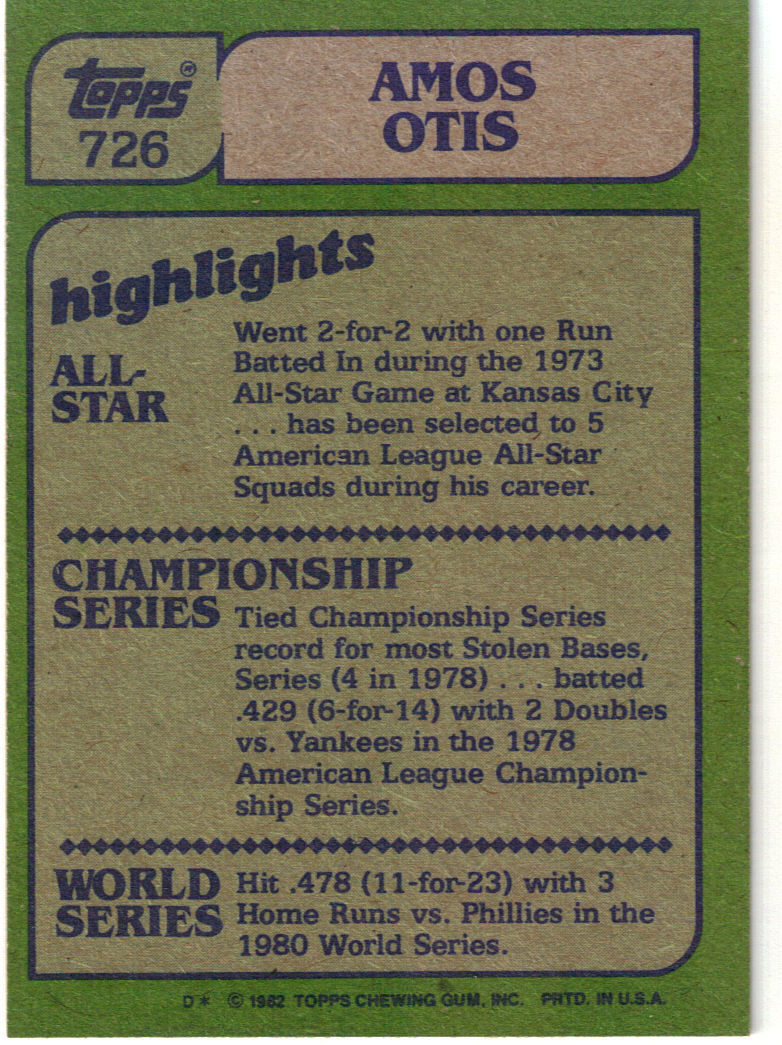 topps®
726
AMOS
OTIS
highlights
ALL-
STAR
Went 2-for-2 with one Run
Batted In during the 1973
All-Star Game at Kansas City
. . . has been selected to 5
American League All-Star
Squads during his career.
CHAMPIONSHIP
SERIES
Tied Championship Series
record for most Stolen Bases,
Series (4 in 1978) . . . batted
.429 (6-for-14) with 2 Doubles
vs. Yankees in the 1978
American League Champion-
ship Series.
WORLD
SERIES
Hit .478 (11-for-23) with 3
Home Runs vs. Phillies in the
1980 World Series.
D* © 1982 TOPPS CHEWING GUM, INC. PRTD. IN U.S.A.